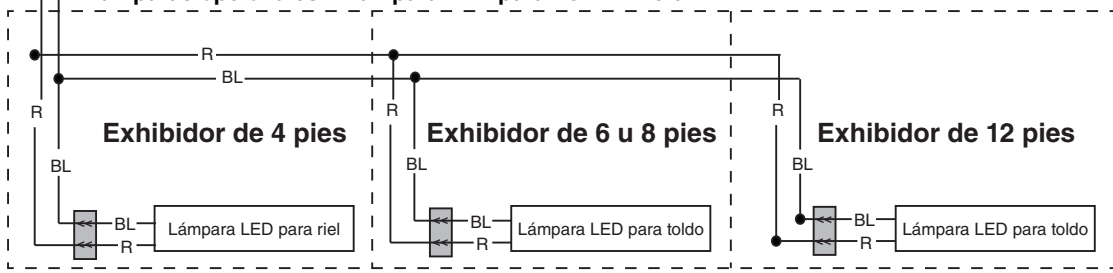 R
BL
R
R
R
Exhibidor de 4 pies
Exhibidor de 6 u 8 pies
Exhibidor de 12 pies
BL
BL
BL
BL
Lámpara LED para riel
R
BL
Lámpara LED para toldo
R
BL
Lámpara LED para toldo
R